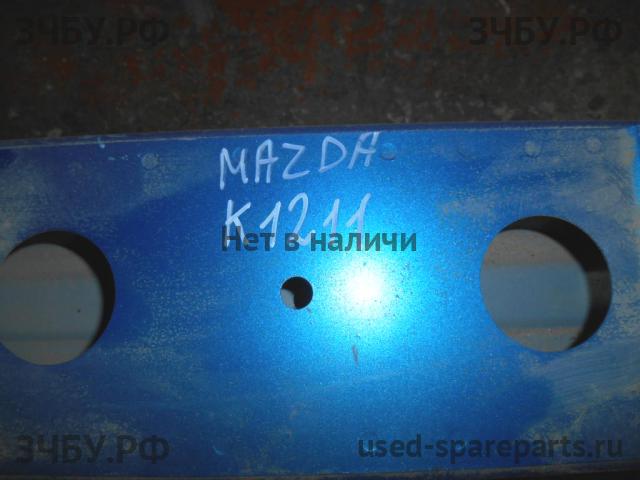 ЗЧБУ.РФ ЗЧБУ.РФ
MAZDA
K1211
Нет в наличи
ЗЧБУ.РФ used-spareparts.ru